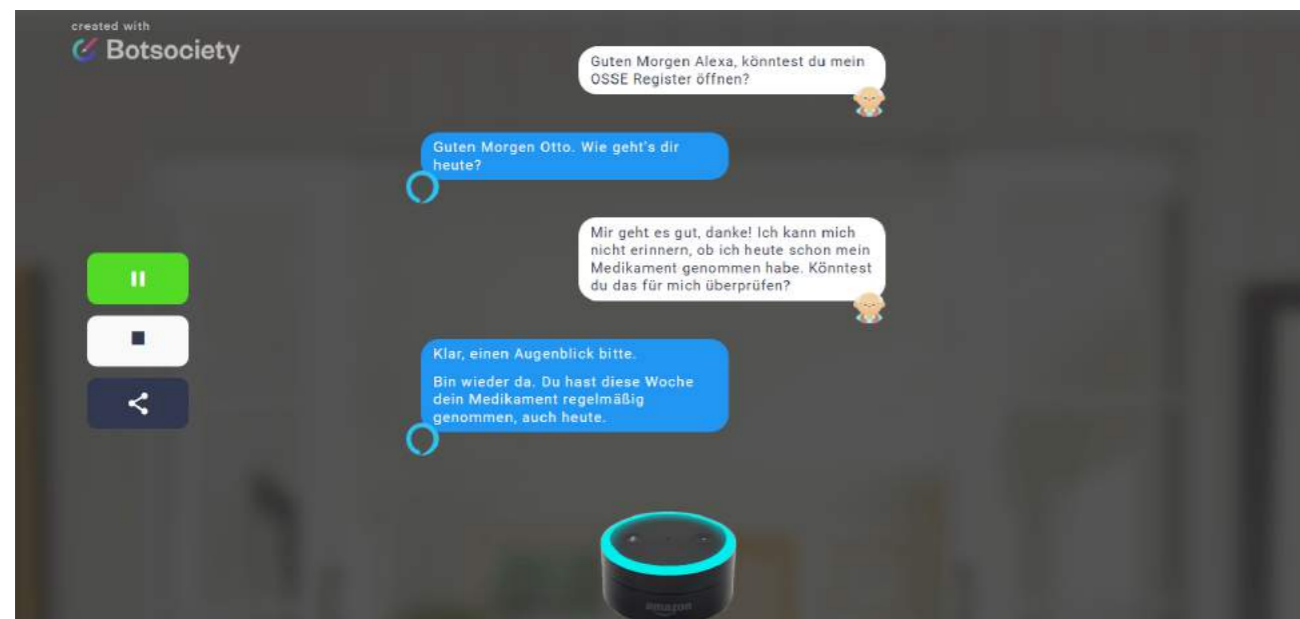 created with
Botsociety
Guten Morgen Alexa, könntest du mein
OSSE Register öffnen?
Guten Morgen Otto. Wie geht's dir
heute?
Mir geht es gut, danke! Ich kann mich
nicht erinnern, ob ich heute schon mein
Medikament genommen habe. Könntest
du das für mich überprüfen?
Klar, einen Augenblick bitte.
Bin wieder da. Du hast diese Woche
dein Medikament regelmäßig
genommen, auch heute.
amazon